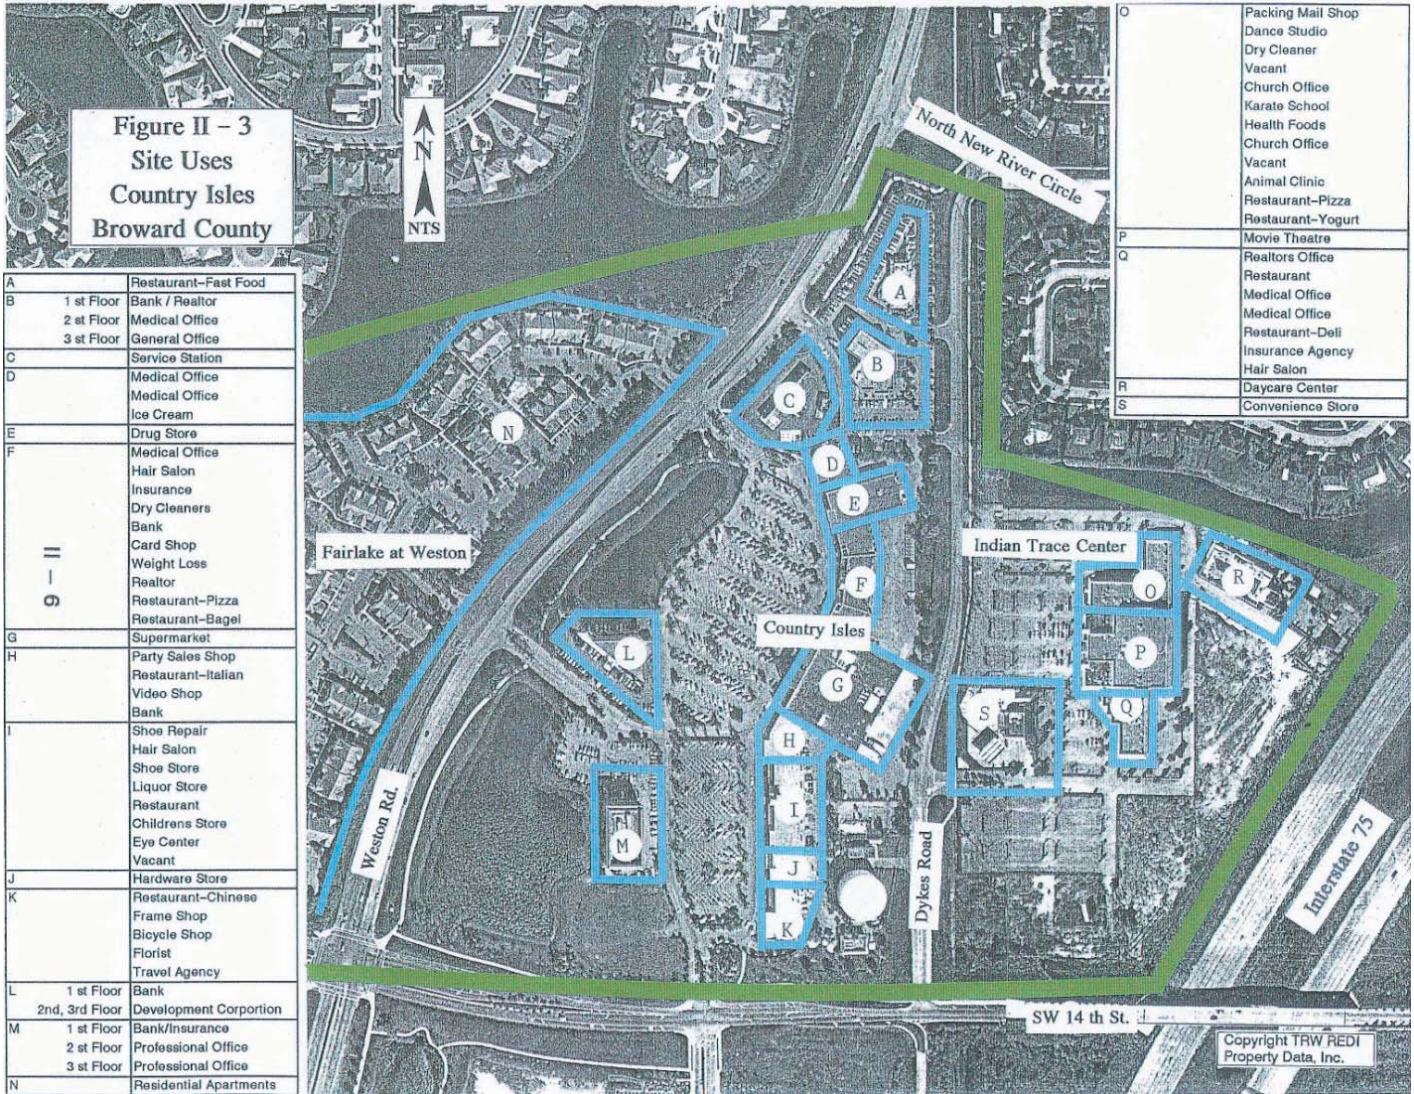 Figure II – 3
Site Uses
Country Isles
Broward County
N
NTS
A Restaurant–Fast Food
B 1 st Floor Bank / Realtor
2 st Floor Medical Office
3 st Floor General Office
C Service Station
D Medical Office
Medical Office
Ice Cream
E Drug Store
F Medical Office
Hair Salon
Insurance
Dry Cleaners
Bank
Card Shop
Weight Loss
Realtor
Restaurant–Pizza
Restaurant–Bagel
G Supermarket
H Party Sales Shop
Restaurant–Italian
Video Shop
Bank
I Shoe Repair
Hair Salon
Shoe Store
Liquor Store
Restaurant
Childrens Store
Eye Center
Vacant
J Hardware Store
K Restaurant–Chinese
Frame Shop
Bicycle Shop
Florist
Travel Agency
L 1 st Floor Bank
2nd, 3rd Floor Development Corportion
M 1 st Floor Bank/Insurance
2 st Floor Professional Office
3 st Floor Professional Office
N Residential Apartments
II – 9
O Packing Mail Shop
Dance Studio
Dry Cleaner
Vacant
Church Office
Karate School
Health Foods
Church Office
Vacant
Animal Clinic
Restaurant–Pizza
Restaurant–Yogurt
P Movie Theatre
Q Realtors Office
Restaurant
Medical Office
Medical Office
Restaurant–Deli
Insurance Agency
Hair Salon
R Daycare Center
S Convenience Store
North New River Circle
A
B
C
D
E
N
Fairlake at Weston
Indian Trace Center
F
O
R
Country Isles
L
P
G
S
Q
H
I
M
J
K
Weston Rd.
Dykes Road
Interstate 75
SW 14 th St.
Copyright TRW REDI
Property Data, Inc.